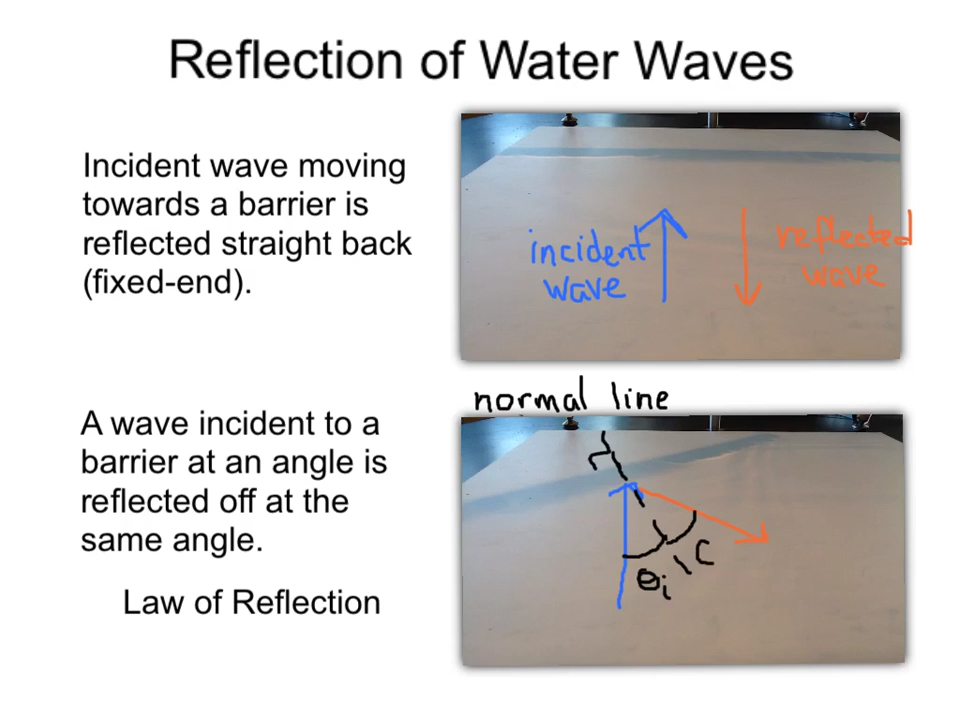 Reflection of Water Waves
Incident wave moving
towards a barrier is
reflected straight back
(fixed-end).
incident
wave
reflected
wave
normal line
A wave incident to a
barrier at an angle is
reflected off at the
same angle.
Law of Reflection
θi